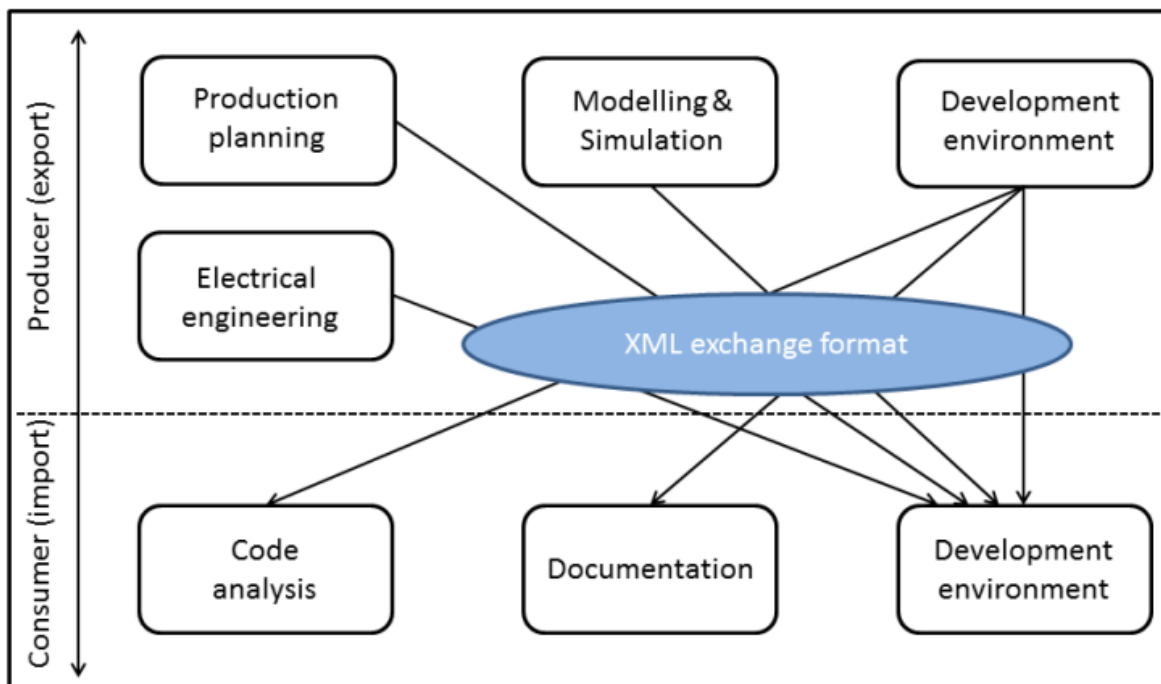 Producer (export)
Production
planning
Modelling &
Simulation
Development
environment
Electrical
engineering
XML exchange format
Consumer (import)
Code
analysis
Documentation
Development
environment